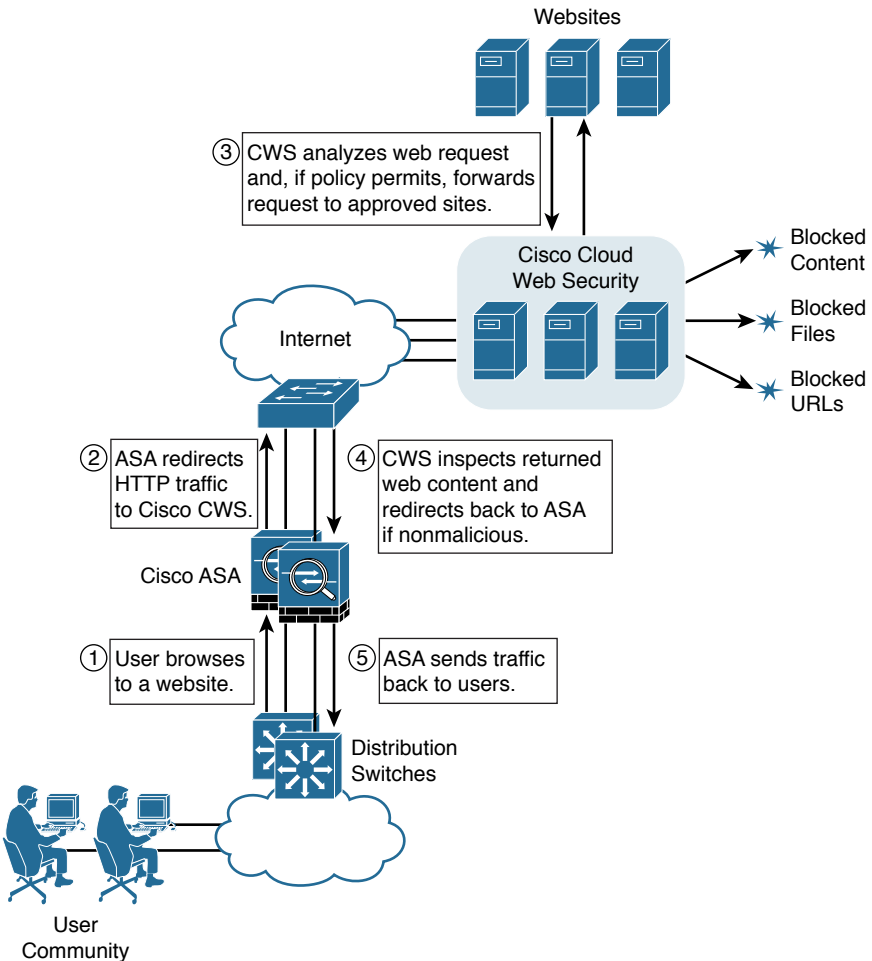 Websites
3
CWS analyzes web request
and, if policy permits, forwards
request to approved sites.
Cisco Cloud
Web Security
Blocked
Content
Blocked
Files
Blocked
URLs
Internet
2
ASA redirects
HTTP traffic
to Cisco CWS.
4
CWS inspects returned
web content and
redirects back to ASA
if nonmalicious.
Cisco ASA
1
User browses
to a website.
5
ASA sends traffic
back to users.
Distribution
Switches
User
Community